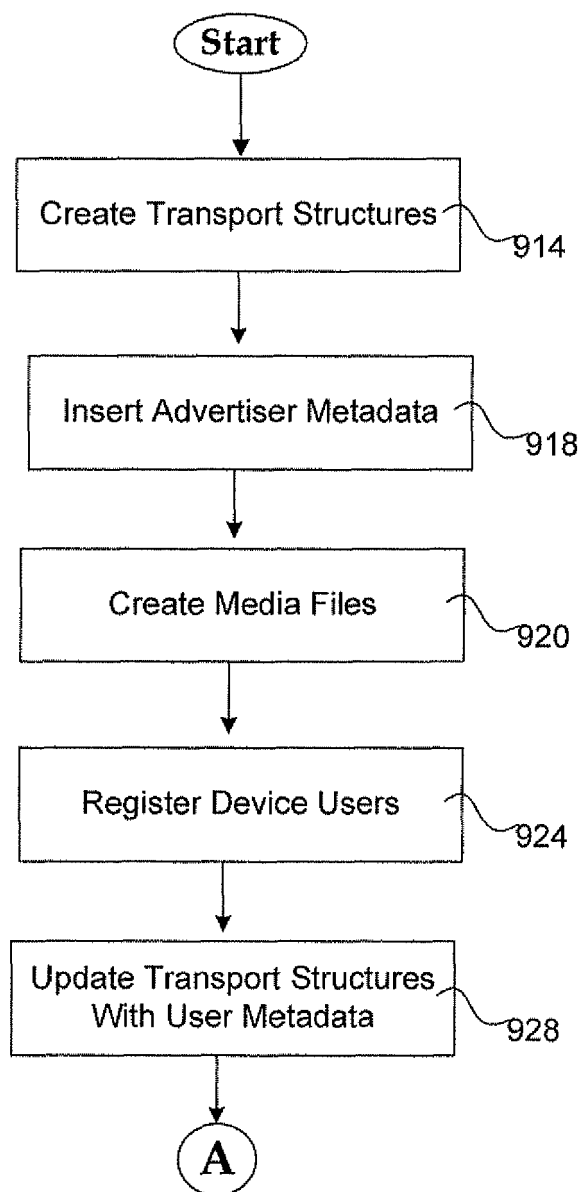 Start
Create Transport Structures
914
Insert Advertiser Metadata
918
Create Media Files
920
Register Device Users
924
Update Transport Structures
With User Metadata
928
A